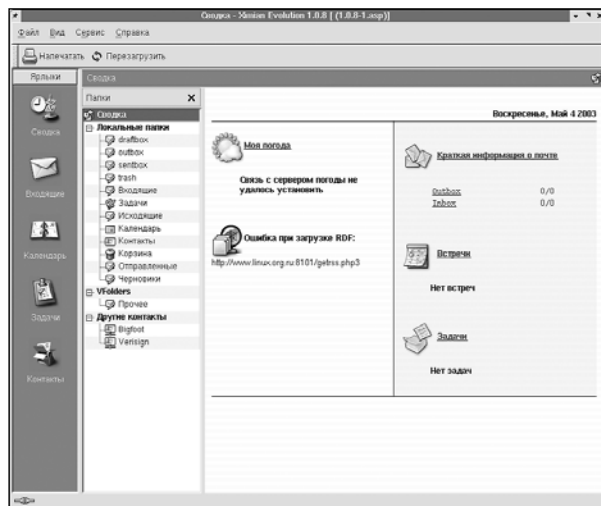 Сводка - Ximian Evolution 1.0.8 [ (1.0.8-1.asp)]
Файл Вид Сервис Справка
Напечатать Перезагрузить
Ярлыки
Сводка
Входящие
Календарь
Задачи
Контакты
Сводка
Папки
Сводка
Локальные папки
draftbox
outbox
sentbox
trash
Входящие
Задачи
Исходящие
Календарь
Контакты
Корзина
Отправленные
Черновики
VFolders
Прочее
Другие контакты
Bigfoot
Verisign
Воскресенье, Май 4 2003
Моя погода
Связь с сервером погоды не
удалось установить
Ошибка при загрузке RDF:
http://www.linux.org.ru:8101/getrss.php3
Краткая информация о почте
Outbox 0/0
Inbox 0/0
Встречи
Нет встреч
Задачи
Нет задач